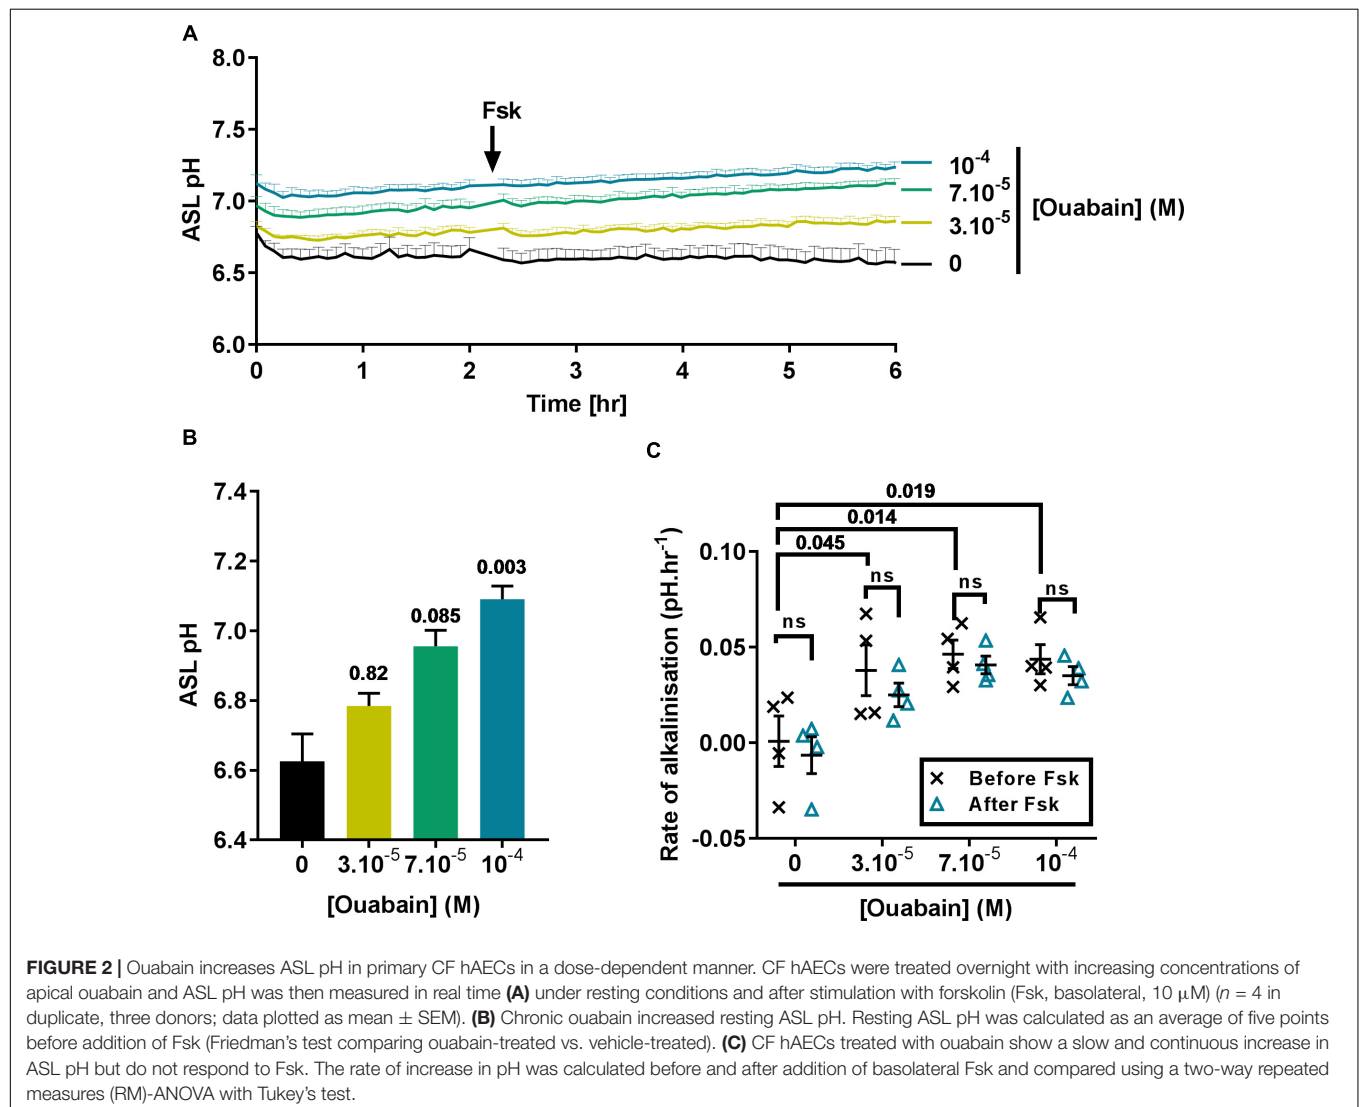 A
8.0
7.5
7.0
6.5
6.0
ASL pH
Fsk
10-4
7.10-5
3.10-5
0
[Ouabain] (M)
0 1 2 3 4 5 6
Time [hr]
B
7.4
7.2
7.0
6.8
6.6
6.4
ASL pH
0.82
0.085
0.003
0 3.10-5 7.10-5 10-4
[Ouabain] (M)
C
0.019
0.014
0.045
ns
ns
ns
ns
0.10
0.05
0.00
-0.05
Rate of alkalinisation (pH.hr-1)
Before Fsk
After Fsk
0 3.10-5 7.10-5 10-4
[Ouabain] (M)
FIGURE 2 | Ouabain increases ASL pH in primary CF hAECs in a dose-dependent manner. CF hAECs were treated overnight with increasing concentrations of
apical ouabain and ASL pH was then measured in real time (A) under resting conditions and after stimulation with forskolin (Fsk, basolateral, 10 μM) (n = 4 in
duplicate, three donors; data plotted as mean ± SEM). (B) Chronic ouabain increased resting ASL pH. Resting ASL pH was calculated as an average of five points
before addition of Fsk (Friedman's test comparing ouabain-treated vs. vehicle-treated). (C) CF hAECs treated with ouabain show a slow and continuous increase in
ASL pH but do not respond to Fsk. The rate of increase in pH was calculated before and after addition of basolateral Fsk and compared using a two-way repeated
measures (RM)-ANOVA with Tukey's test.